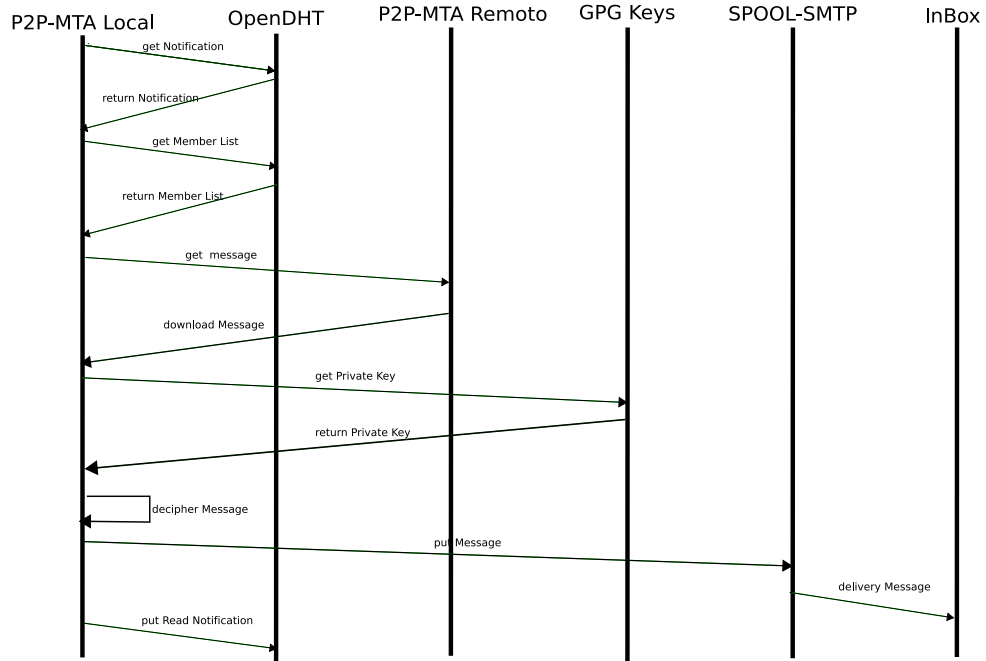 P2P-MTA Local
OpenDHT
P2P-MTA Remoto
GPG Keys
SPOOL-SMTP
InBox
get Notification
return Notification
get Member List
return Member List
get message
download Message
get Private Key
return Private Key
decipher Message
put Message
delivery Message
put Read Notification